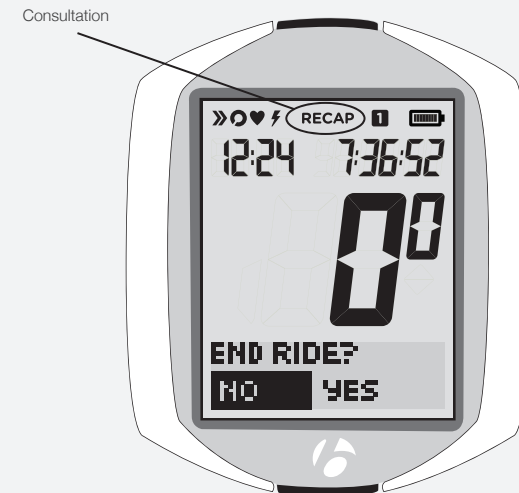 Consultation
RECAP 1
12:24 7:36:52
0 0
END RIDE?
NO YES